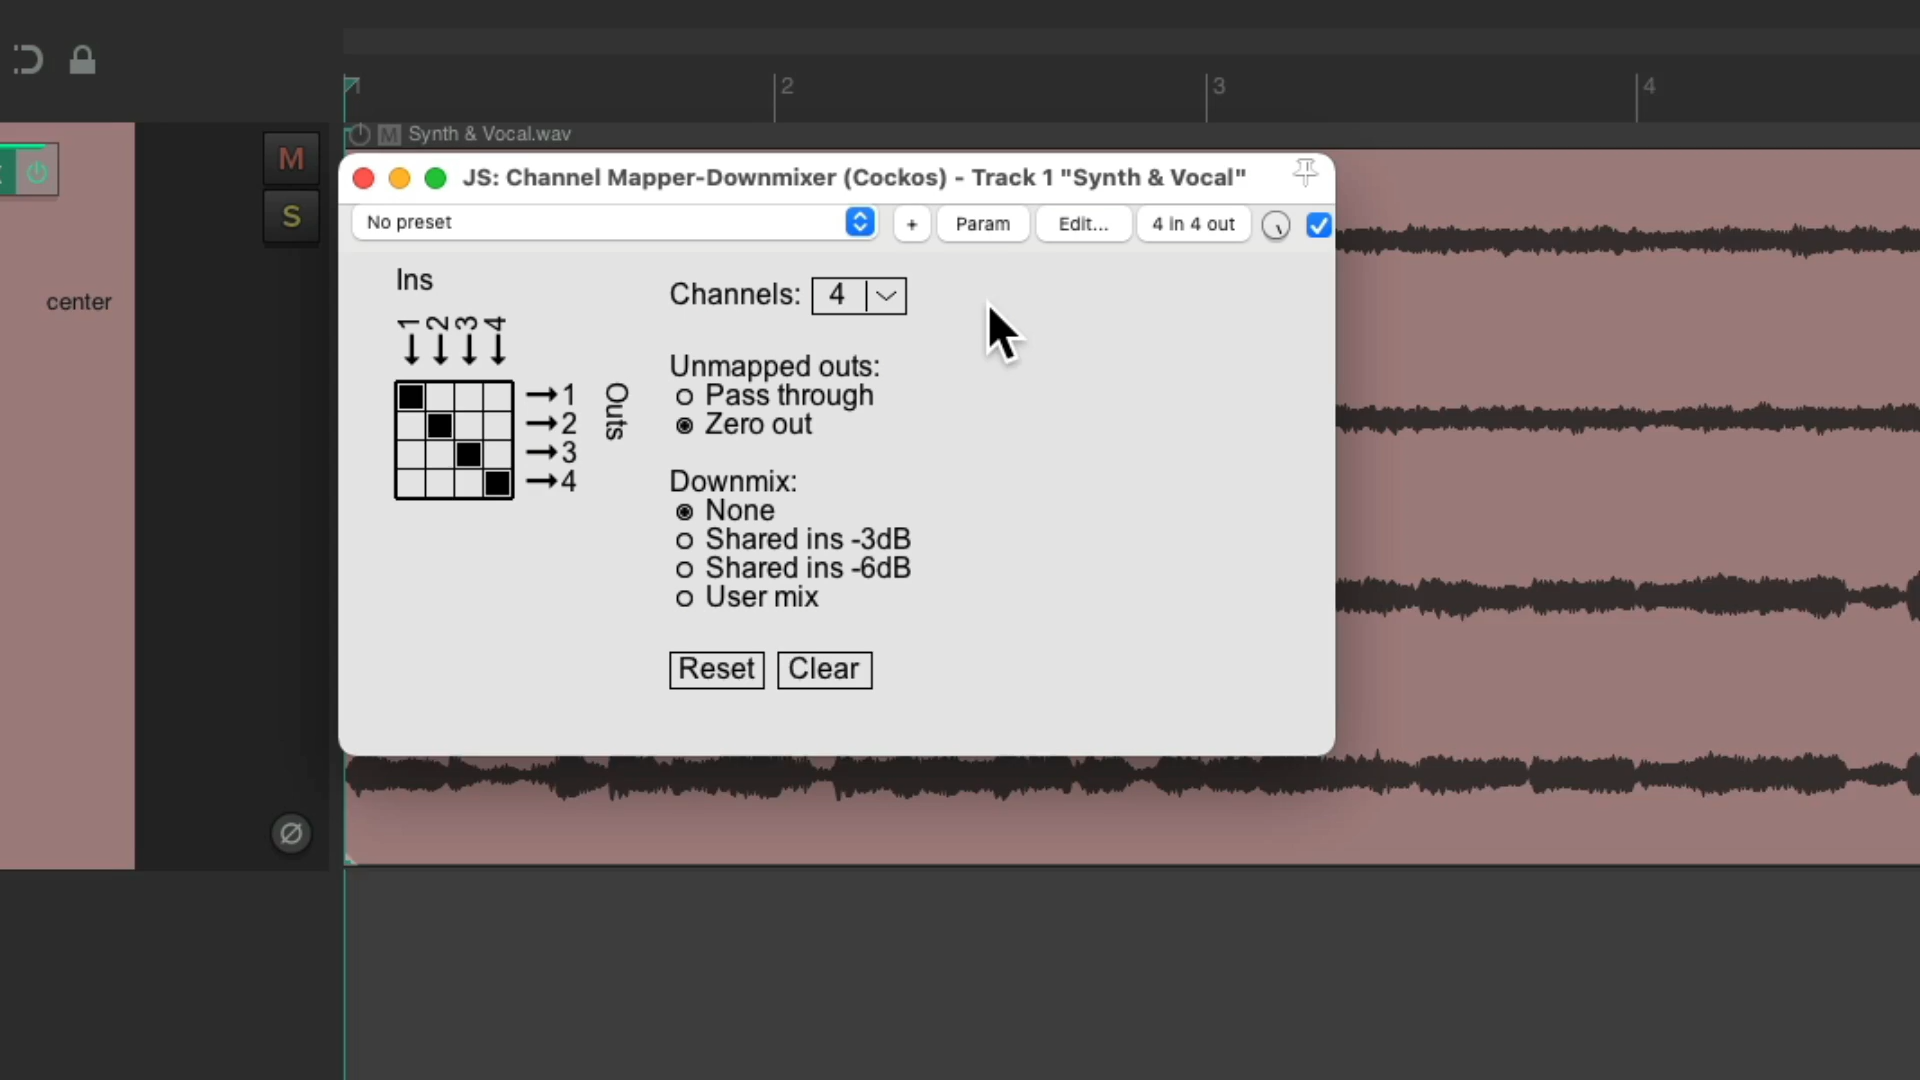 1
2
3
4
M Synth & Vocal.wav
M
S
center
JS: Channel Mapper-Downmixer (Cockos) - Track 1 "Synth & Vocal"
No preset
+
Param
Edit...
4 in 4 out
Ins
1 2 3 4
1
2
3
4
Outs
Channels: 4
Unmapped outs:
Pass through
Zero out
Downmix:
None
Shared ins -3dB
Shared ins -6dB
User mix
Reset
Clear